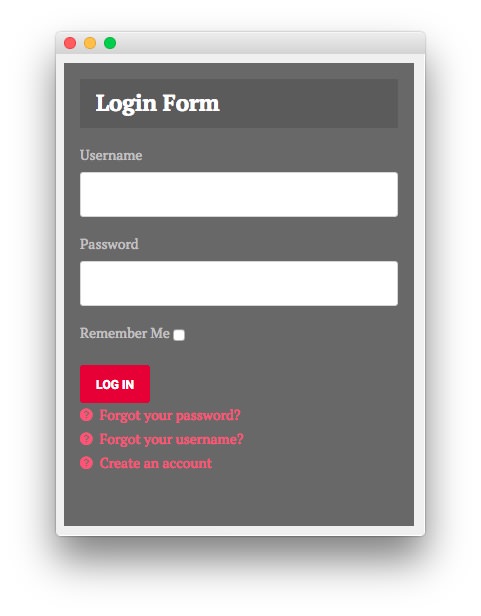 Login Form
Username
Password
Remember Me
LOG IN
Forgot your password?
Forgot your username?
Create an account